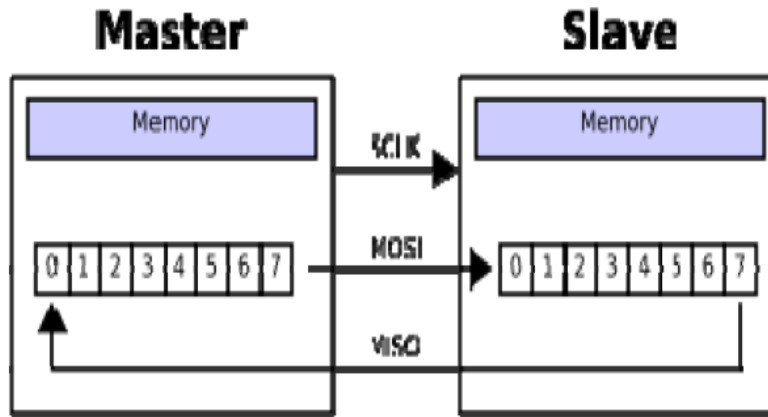 Master
Slave
Memory
Memory
SCLK
0 1 2 3 4 5 6 7
MOSI
0 1 2 3 4 5 6 7
MISO